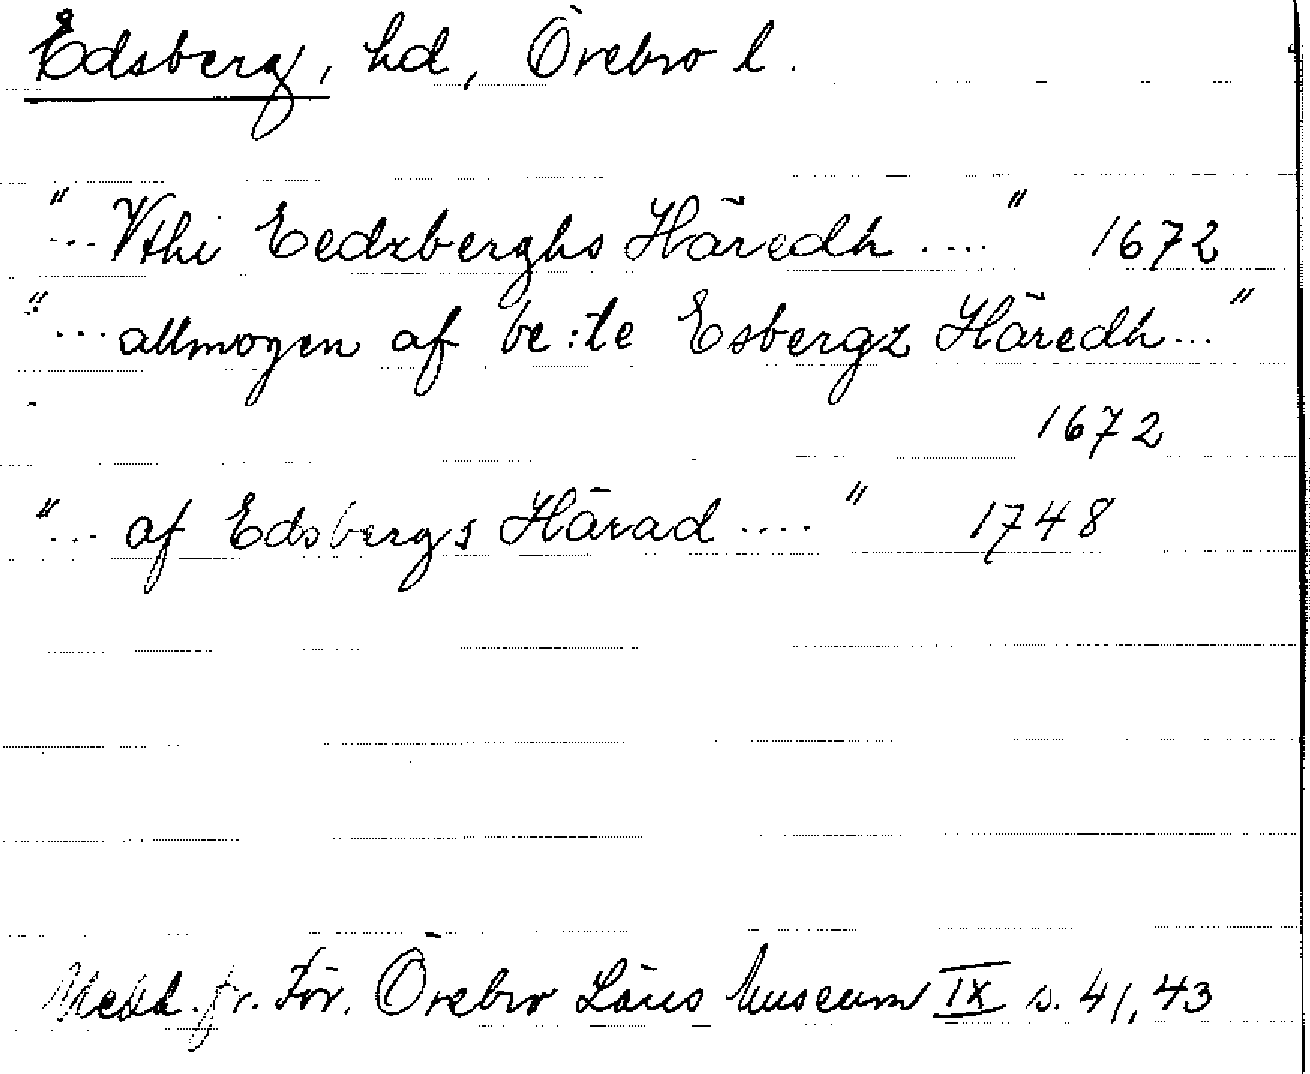 Edsberg, hd, Örebro l.
"... Vthi Eedzberghs Häredh ...." 1672
"... allmogen af be:te Esbergz Häredh..."
1672
"... af Edsbergs Härad ...." 1748
Medd. fr. För. Örebro Läns Museum IX s. 41, 43